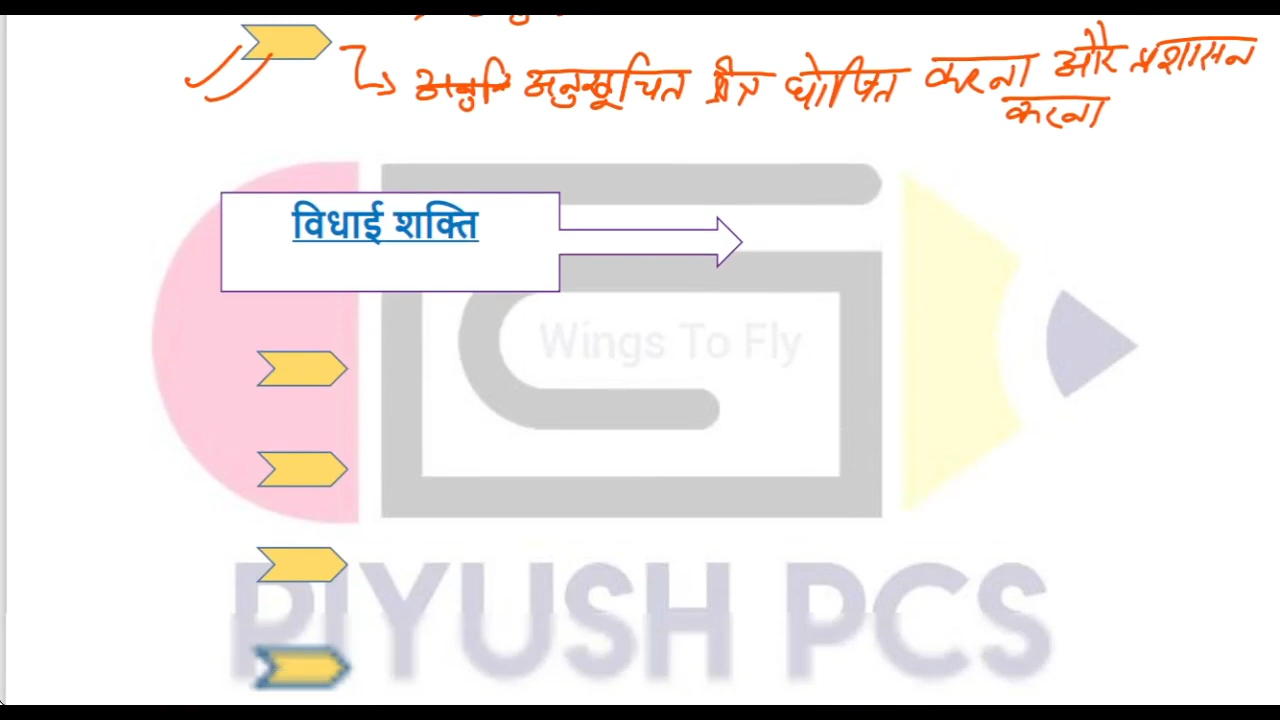 अनुसूचित क्षेत्र घोषित करना और प्रशासन
करना
विधाई शक्ति
Wings To Fly
PIYUSH PCS